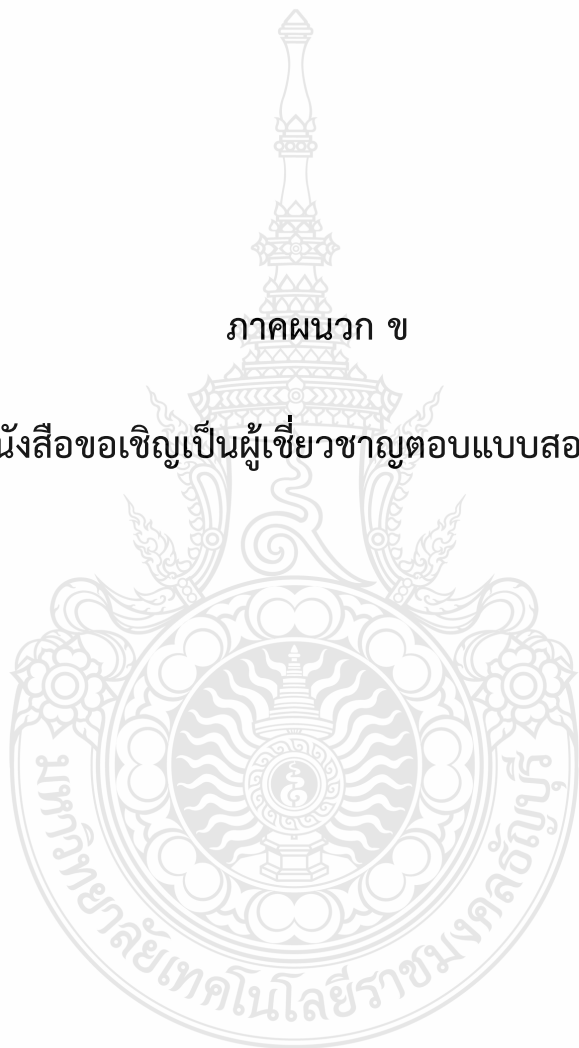 ภาคผนวก ข
นังสือขอเชิญเป็นผู้เชี่ยวชาญตอบแบบสอ
มหาวิทยาลัยเทคโนโลยีราชมงคลธัญบุรี